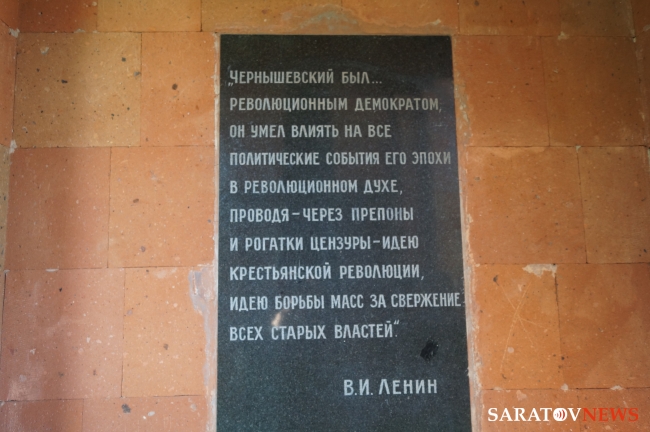 „Чернышевский был...
революционным демократом,
он умел влиять на все
политические события его эпохи
в революционном духе,
проводя – через препоны
и рогатки цензуры – идею
крестьянской революции,
идею борьбы масс за свержение
всех старых властей“.
В.И. Ленин
SARATOVNEWS